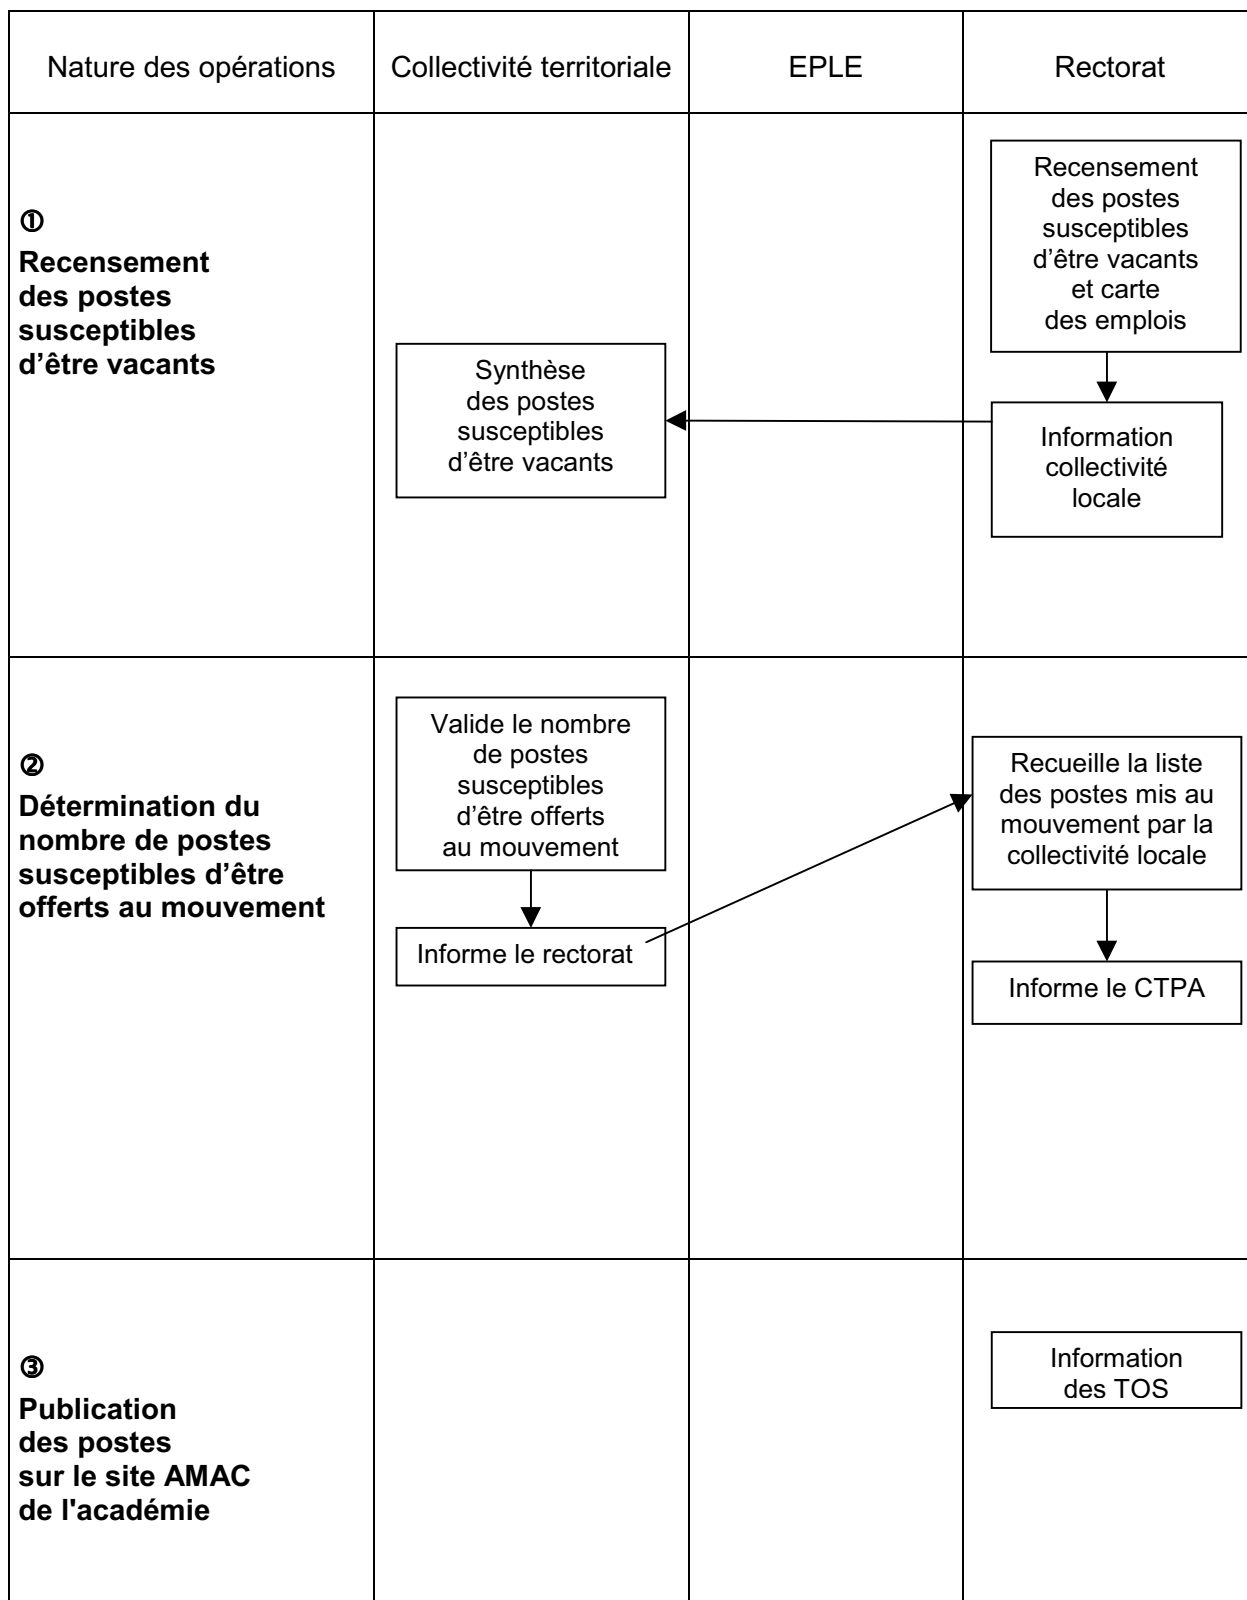 Nature des opérations
Collectivité territoriale
EPLE
Rectorat
①
Recensement
des postes
susceptibles
d’être vacants
Synthèse
des postes
susceptibles
d’être vacants
Recensement
des postes
susceptibles
d’être vacants
et carte
des emplois
Information
collectivité
locale
②
Détermination du
nombre de postes
susceptibles d’être
offerts au mouvement
Valide le nombre
de postes
susceptibles
d’être offerts
au mouvement
Informe le rectorat
Recueille la liste
des postes mis au
mouvement par la
collectivité locale
Informe le CTPA
③
Publication
des postes
sur le site AMAC
de l'académie
Information
des TOS